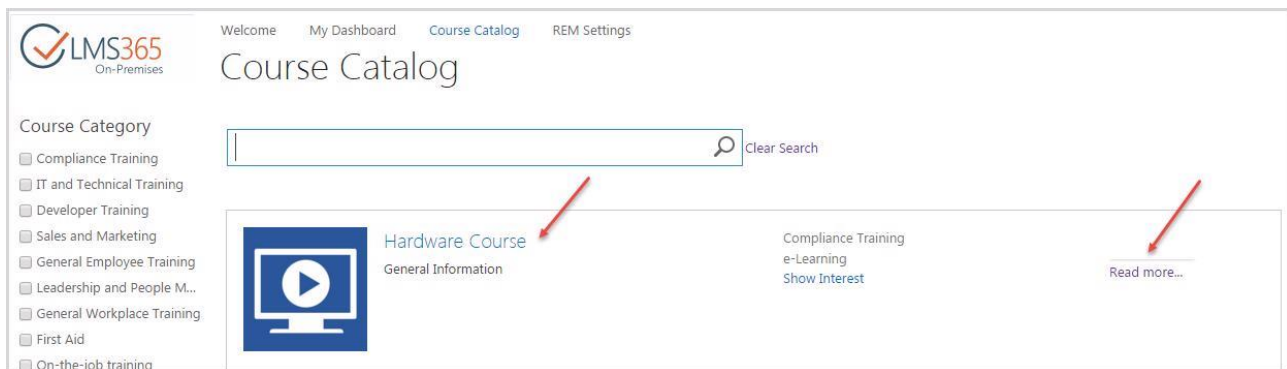 LMS365
On-Premises
Welcome My Dashboard Course Catalog REM Settings
Course Catalog
Course Category
Compliance Training
IT and Technical Training
Developer Training
Sales and Marketing
General Employee Training
Leadership and People M...
General Workplace Training
First Aid
On-the-job training
Clear Search
Hardware Course
General Information
Compliance Training
e-Learning
Show Interest
Read more...